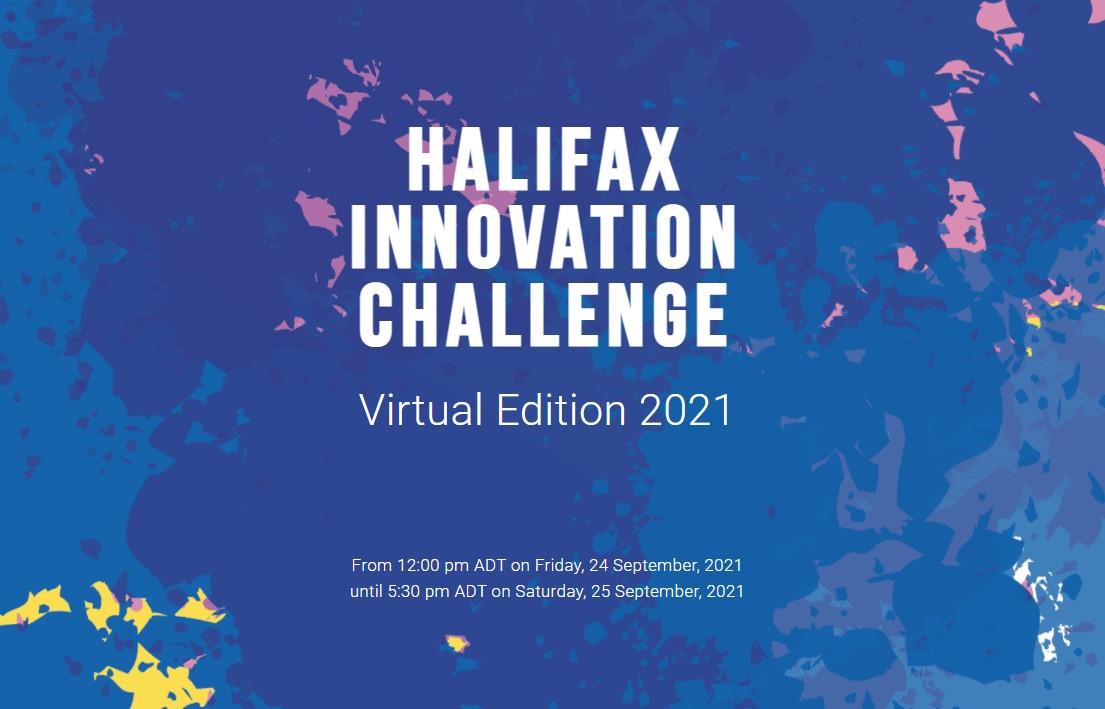 HALIFAX
INNOVATION
CHALLENGE
Virtual Edition 2021
From 12:00 pm ADT on Friday, 24 September, 2021
until 5:30 pm ADT on Saturday, 25 September, 2021